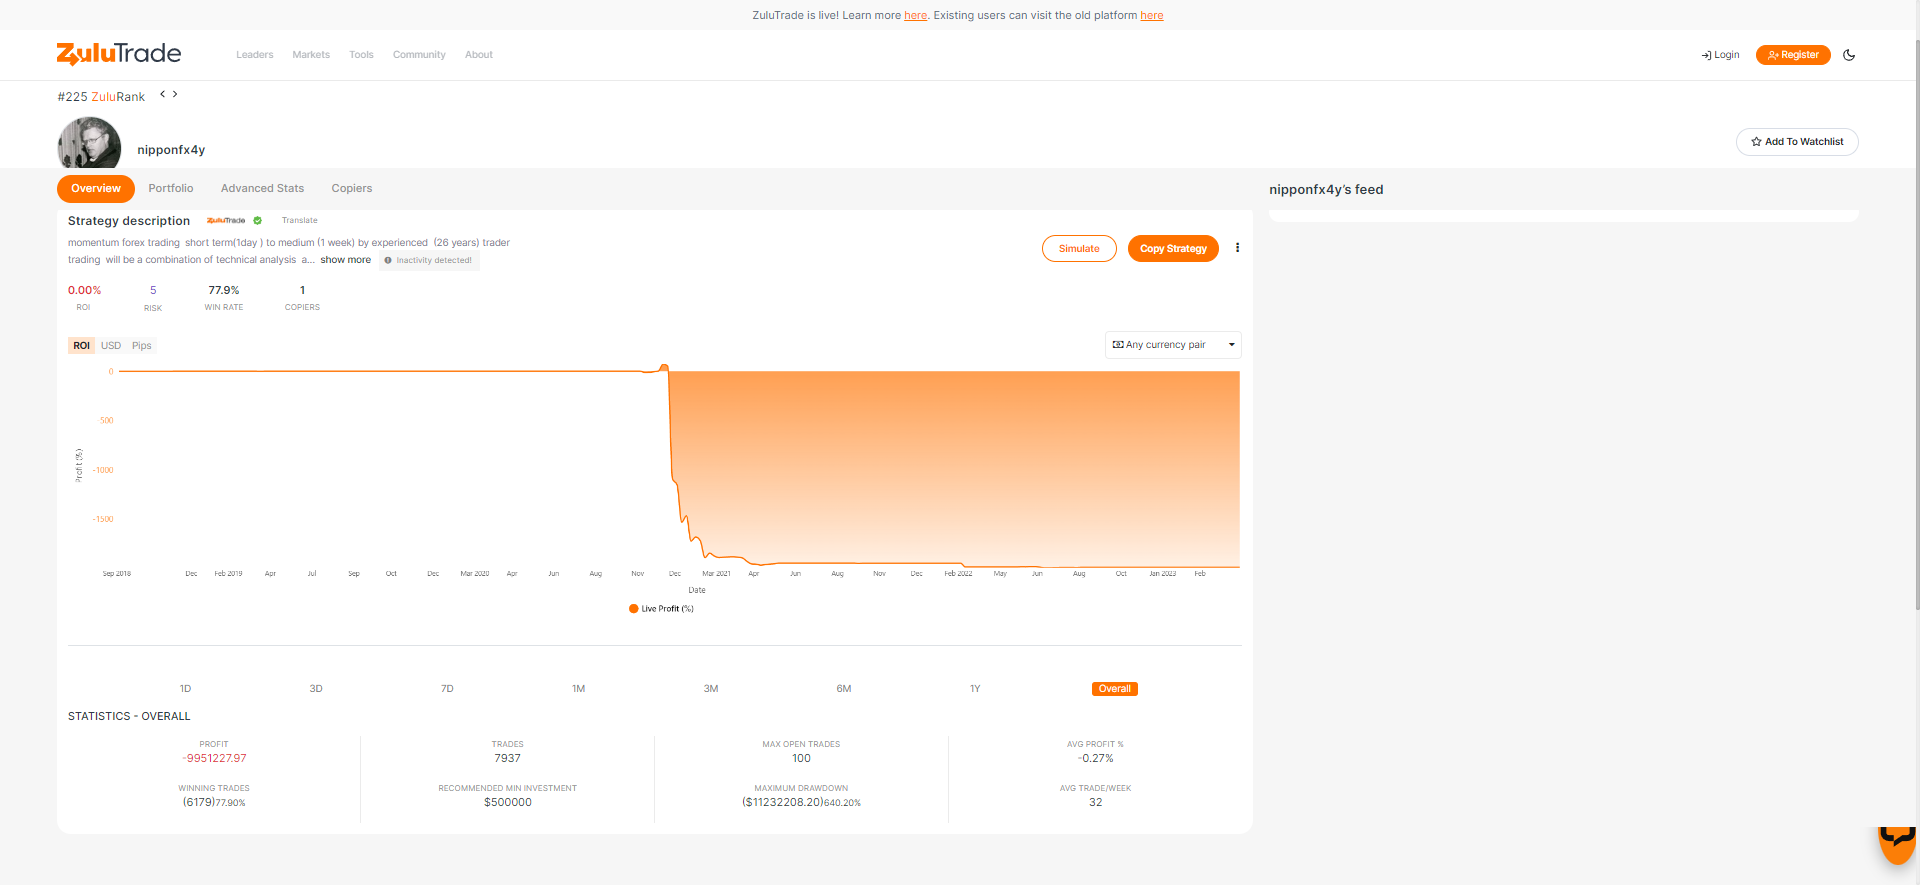 ZuluTrade is live! Learn more here. Existing users can visit the old platform here
ZuluTrade
Leaders Markets Tools Community About
Login Register
#225 ZuluRank < >
nipponfx4y
Add To Watchlist
Overview Portfolio Advanced Stats Copiers
nipponfx4y's feed
Strategy description ZuluTrade Translate
momentum forex trading short term(1day ) to medium (1 week) by experienced (26 years) trader
trading will be a combination of technical analysis a... show more Inactivity detected!
Simulate Copy Strategy
0.00% 5 77.9% 1
ROI RISK WIN RATE COPIERS
ROI USD Pips
Any currency pair
0
500
-1000
-1500
Profit (%)
Sep 2018 Dec Feb 2019 Apr Jul Sep Oct Dec Mar 2020 Apr Jun Aug Nov Dec Mar 2021 Apr Jun Aug Nov Dec Feb 2022 May Jun Aug Oct Jan 2023 Feb
Date
Live Profit (%)
1D 3D 7D 1M 3M 6M 1Y Overall
STATISTICS - OVERALL
PROFIT TRADES MAX OPEN TRADES AVG PROFIT %
-9951227.97 7937 100 -0.27%
WINNING TRADES RECOMMENDED MIN INVESTMENT MAXIMUM DRAWDOWN AVG TRADE/WEEK
(6179)77.90% $500000 ($11232208.20)640.20% 32